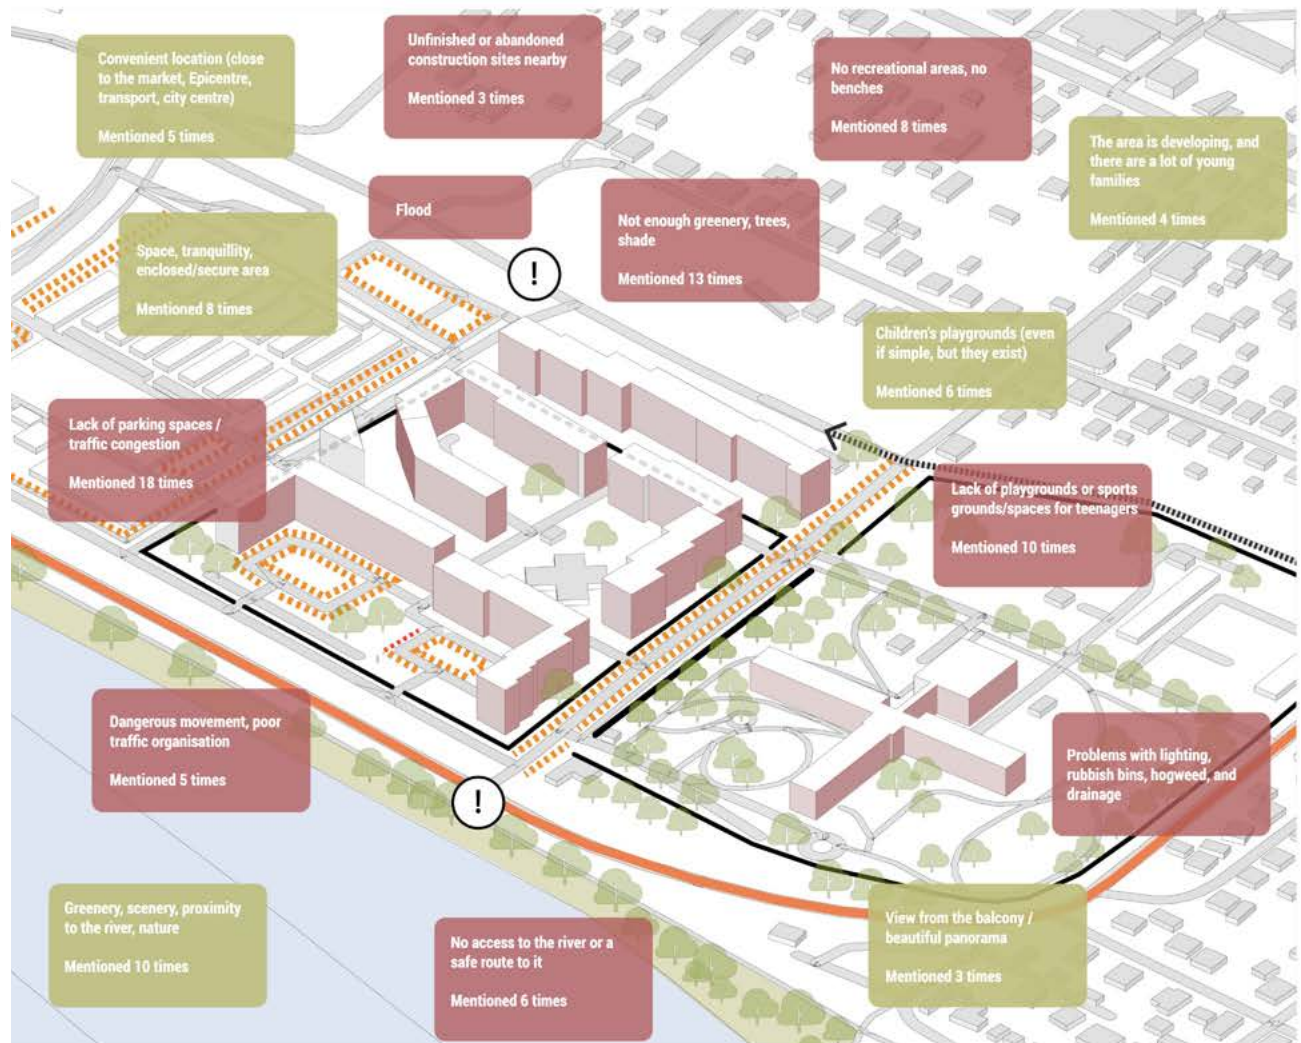 Convenient location (close
to the market, Epicentre,
transport, city centre)
Mentioned 5 times
Unfinished or abandoned
construction sites nearby
Mentioned 3 times
No recreational areas, no
benches
Mentioned 8 times
The area is developing, and
there are a lot of young
families
Mentioned 4 times
Flood
Not enough greenery, trees,
shade
Mentioned 13 times
Space, tranquillity,
enclosed/secure area
Mentioned 8 times
!
Children's playgrounds (even
if simple, but they exist)
Mentioned 6 times
Lack of parking spaces /
traffic congestion
Mentioned 18 times
Lack of playgrounds or sports
grounds/spaces for teenagers
Mentioned 10 times
Dangerous movement, poor
traffic organisation
Mentioned 5 times
!
Problems with lighting,
rubbish bins, hogweed, and
drainage
Greenery, scenery, proximity
to the river, nature
Mentioned 10 times
No access to the river or a
safe route to it
Mentioned 6 times
View from the balcony /
beautiful panorama
Mentioned 3 times